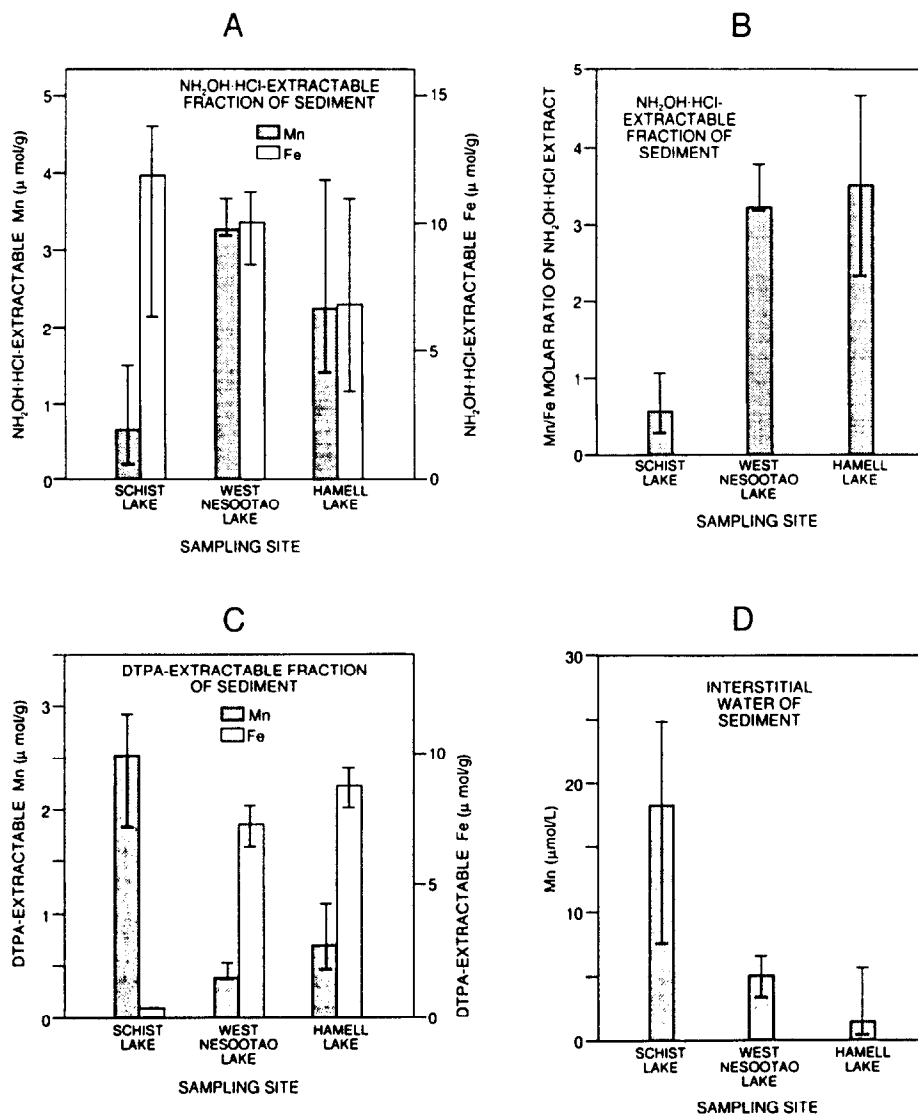 A
NH₂OH·HCl-EXTRACTABLE
FRACTION OF SEDIMENT
Mn
Fe
NH₂OH·HCl-EXTRACTABLE Mn (μ mol/g)
5
4
3
2
1
0
NH₂OH·HCl-EXTRACTABLE Fe (μ mol/g)
15
10
5
0
SCHIST
LAKE
WEST
NESOOTAO
LAKE
HAMELL
LAKE
SAMPLING SITE
B
NH₂OH·HCl-
EXTRACTABLE
FRACTION OF
SEDIMENT
Mn/Fe MOLAR RATIO OF NH₂OH·HCl EXTRACT
5
4
3
2
1
0
SCHIST
LAKE
WEST
NESOOTAO
LAKE
HAMELL
LAKE
SAMPLING SITE
C
DTPA-EXTRACTABLE FRACTION
OF SEDIMENT
Mn
Fe
DTPA-EXTRACTABLE Mn (μ mol/g)
3
2
1
0
DTPA-EXTRACTABLE Fe (μ mol/g)
10
5
0
SCHIST
LAKE
WEST
NESOOTAO
LAKE
HAMELL
LAKE
SAMPLING SITE
D
INTERSTITIAL
WATER OF
SEDIMENT
Mn (μmol/L)
30
20
10
0
SCHIST
LAKE
WEST
NESOOTAO
LAKE
HAMELL
LAKE
SAMPLING SITE